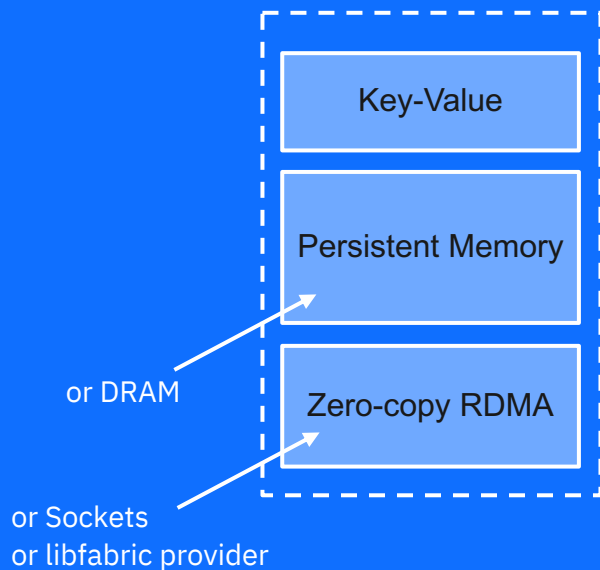 Key-Value
Persistent Memory
or DRAM
Zero-copy RDMA
or Sockets
or libfabric provider